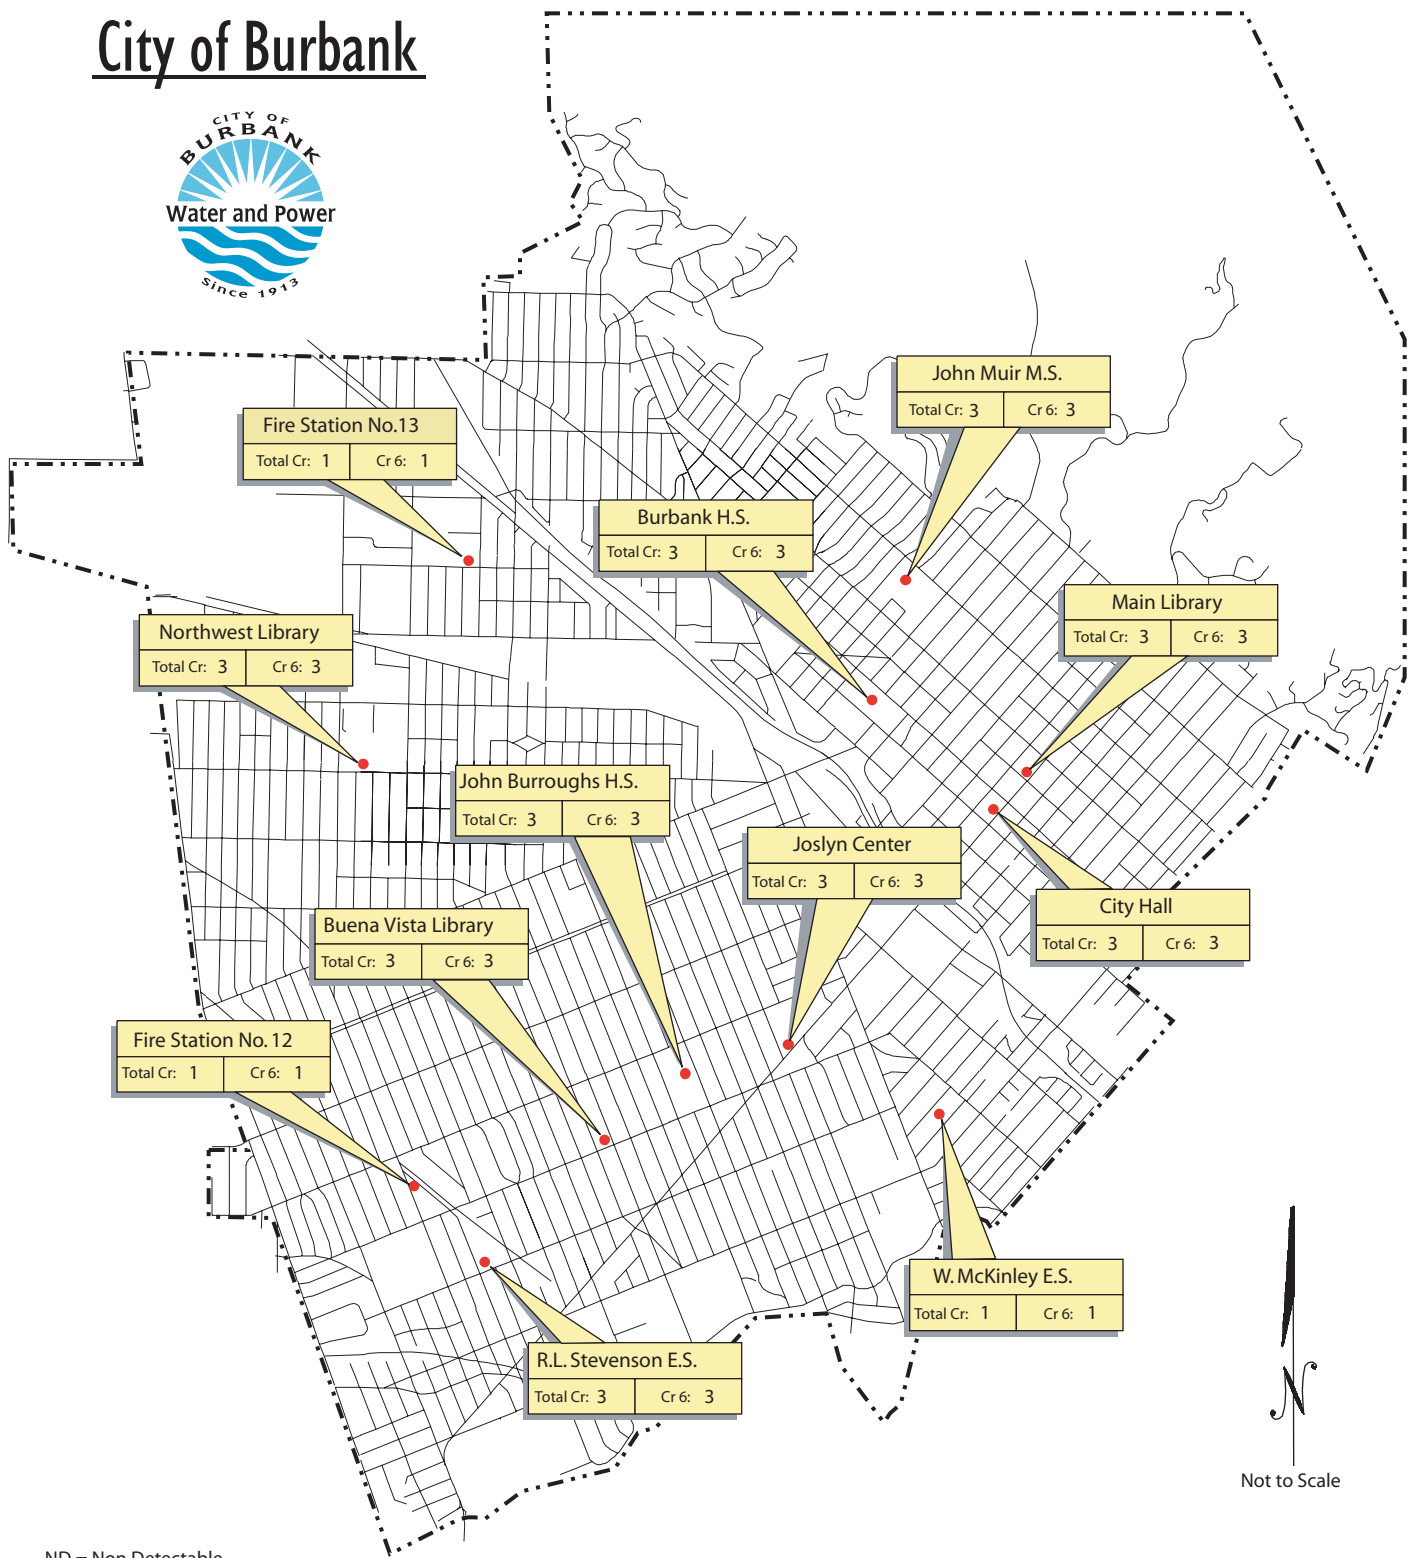 City of Burbank
CITY OF
BURBANK
Water and Power
Since 1913
John Muir M.S.
Total Cr: 3 Cr 6: 3
Fire Station No.13
Total Cr: 1 Cr 6: 1
Burbank H.S.
Total Cr: 3 Cr 6: 3
Main Library
Total Cr: 3 Cr 6: 3
Northwest Library
Total Cr: 3 Cr 6: 3
John Burroughs H.S.
Total Cr: 3 Cr 6: 3
Joslyn Center
Total Cr: 3 Cr 6: 3
City Hall
Total Cr: 3 Cr 6: 3
Buena Vista Library
Total Cr: 3 Cr 6: 3
Fire Station No. 12
Total Cr: 1 Cr 6: 1
W. McKinley E.S.
Total Cr: 1 Cr 6: 1
R.L. Stevenson E.S.
Total Cr: 3 Cr 6: 3
N
Not to Scale
ND = Non Detectable